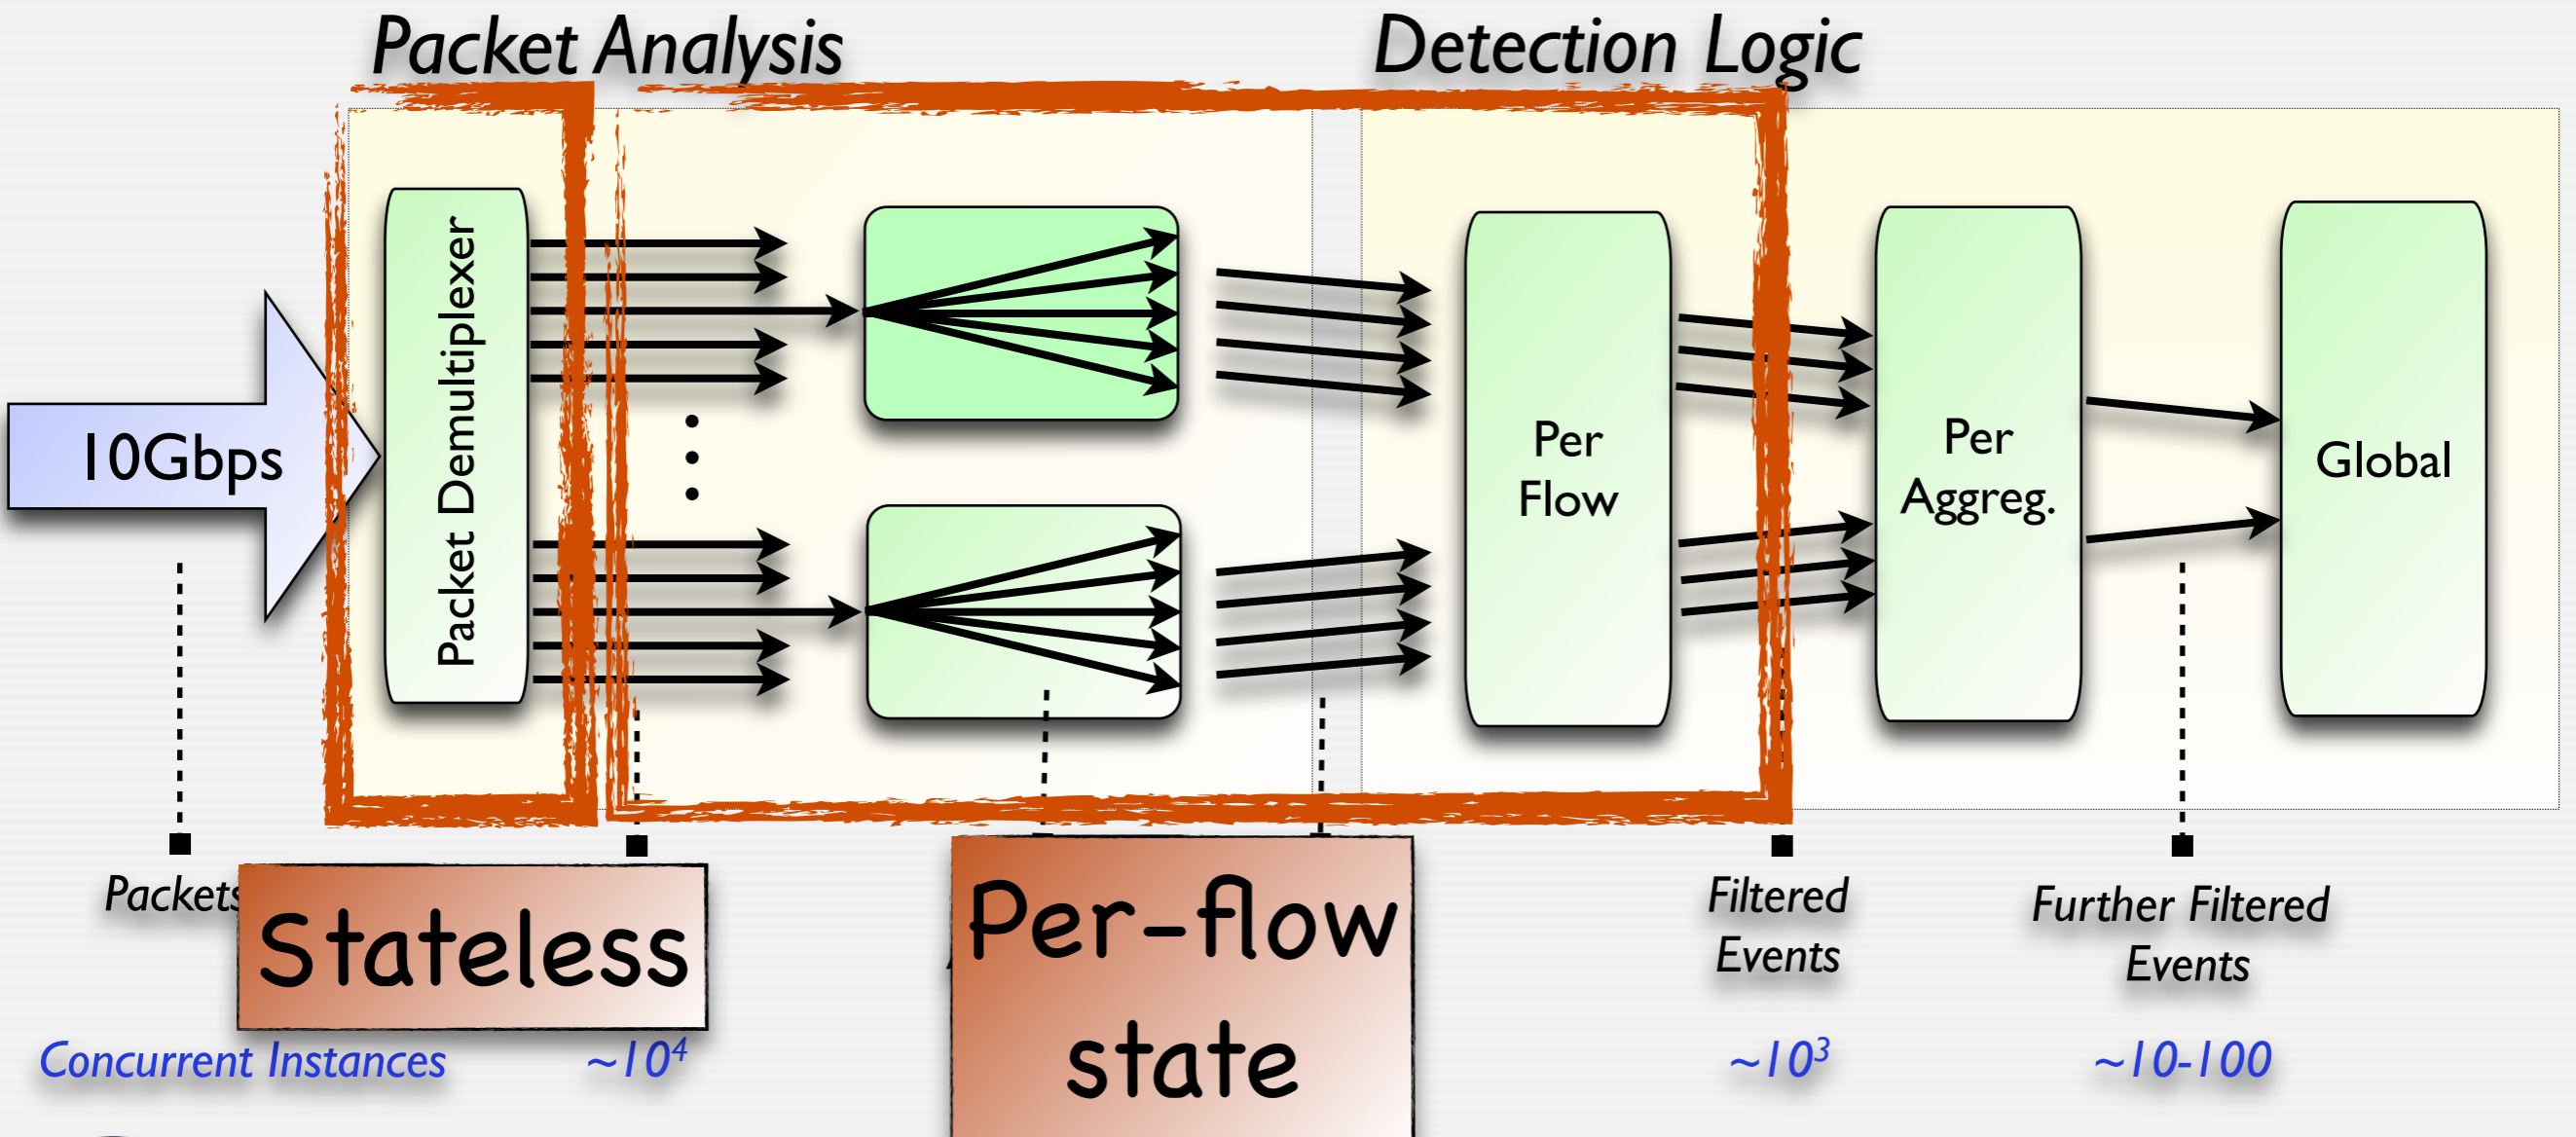 Packet Analysis
Detection Logic
10Gbps
Packet Demultiplexer
Per
Flow
Per
Aggreg.
Global
Packets
Stateless
Per-flow
state
Filtered
Events
Further Filtered
Events
Concurrent Instances
~10⁴
~10³
~10-100